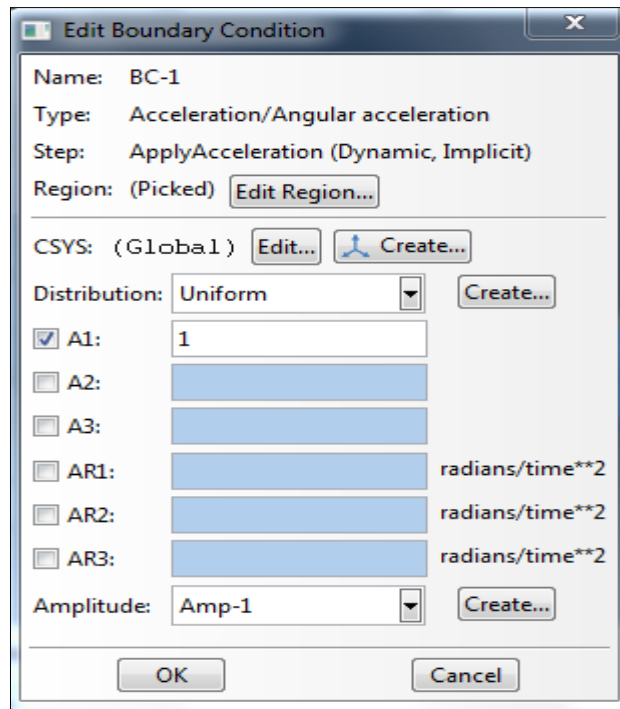 Edit Boundary Condition
Name: BC-1
Type: Acceleration/Angular acceleration
Step: ApplyAcceleration (Dynamic, Implicit)
Region: (Picked) Edit Region...
CSYS: (Global) Edit... Create...
Distribution: Uniform Create...
A1: 1
A2:
A3:
AR1: radians/time**2
AR2: radians/time**2
AR3: radians/time**2
Amplitude: Amp-1 Create...
OK Cancel